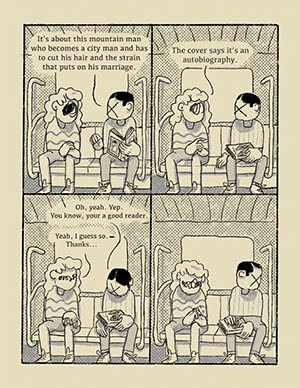 It's about this mountain man
who becomes a city man and has
to cut his hair and the strain
that puts on his marriage.
The cover says it's an
autobiography.
Oh, yeah. Yep.
You know, your a good reader.
Yeah, I guess so.
Thanks...